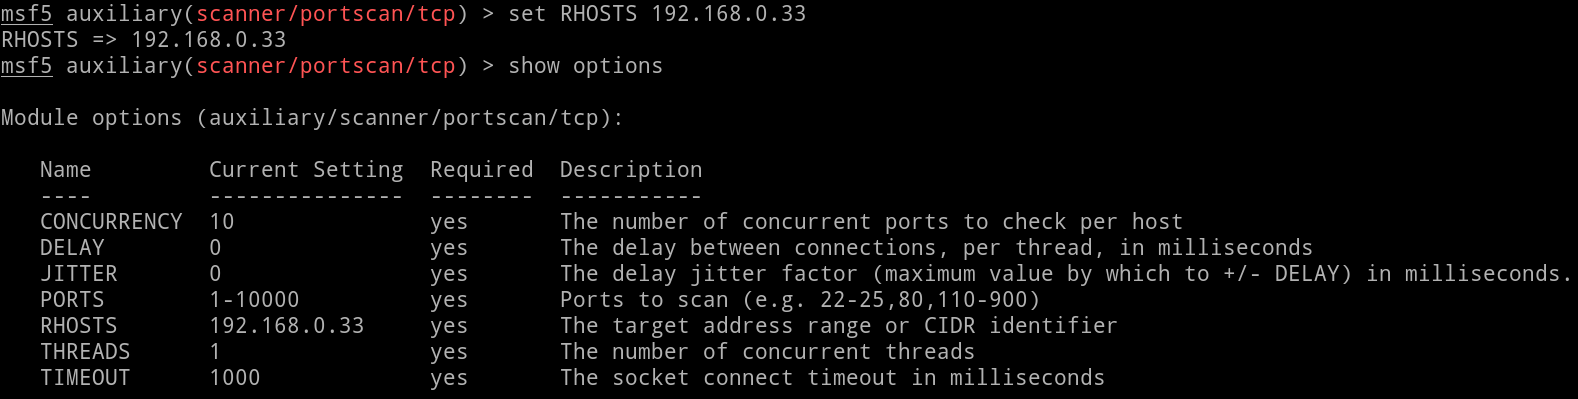 msf5 auxiliary(scanner/portscan/tcp) > set RHOSTS 192.168.0.33
RHOSTS => 192.168.0.33
msf5 auxiliary(scanner/portscan/tcp) > show options
Module options (auxiliary/scanner/portscan/tcp):
Name         Current Setting  Required  Description
----         ---------------  --------  -----------
CONCURRENCY  10               yes       The number of concurrent ports to check per host
DELAY        0                yes       The delay between connections, per thread, in milliseconds
JITTER       0                yes       The delay jitter factor (maximum value by which to +/- DELAY) in milliseconds.
PORTS        1-10000          yes       Ports to scan (e.g. 22-25,80,110-900)
RHOSTS       192.168.0.33     yes       The target address range or CIDR identifier
THREADS      1                yes       The number of concurrent threads
TIMEOUT      1000             yes       The socket connect timeout in milliseconds